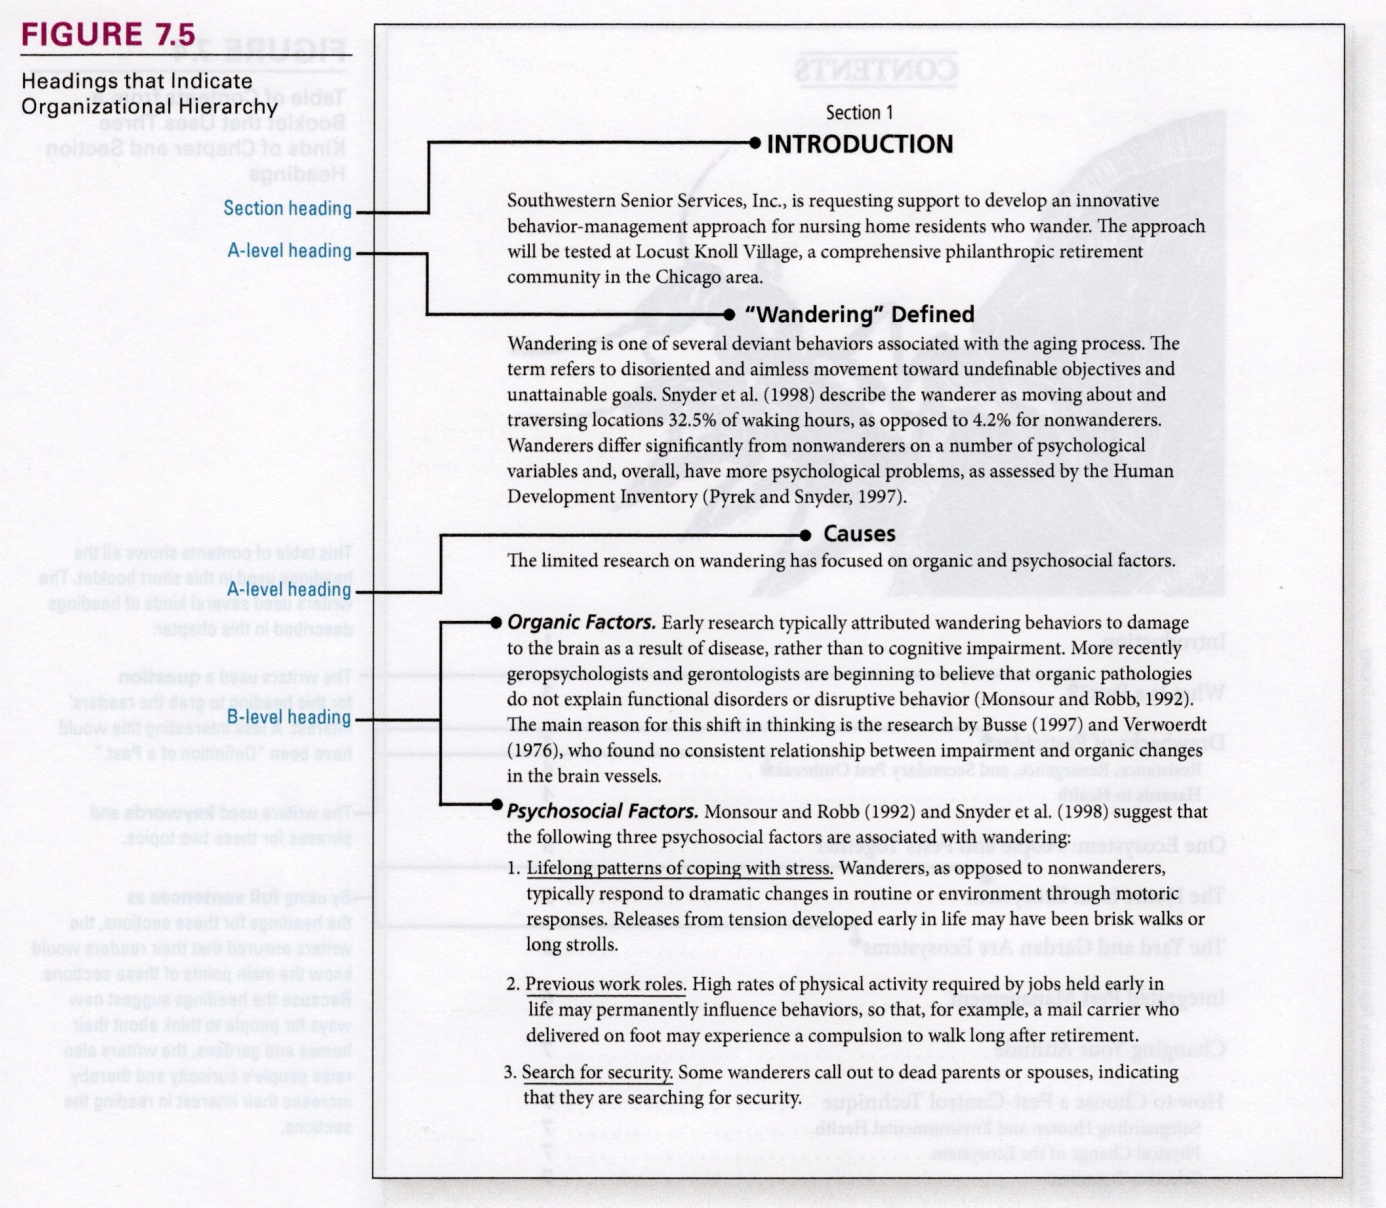 FIGURE 7.5
Headings that Indicate
Organizational Hierarchy
Section heading
A-level heading
A-level heading
B-level heading
Section 1
INTRODUCTION
Southwestern Senior Services, Inc., is requesting support to develop an innovative
behavior-management approach for nursing home residents who wander. The approach
will be tested at Locust Knoll Village, a comprehensive philanthropic retirement
community in the Chicago area.
“Wandering” Defined
Wandering is one of several deviant behaviors associated with the aging process. The
term refers to disoriented and aimless movement toward undefinable objectives and
unattainable goals. Snyder et al. (1998) describe the wanderer as moving about and
traversing locations 32.5% of waking hours, as opposed to 4.2% for nonwanderers.
Wanderers differ significantly from nonwanderers on a number of psychological
variables and, overall, have more psychological problems, as assessed by the Human
Development Inventory (Pyrek and Snyder, 1997).
Causes
The limited research on wandering has focused on organic and psychosocial factors.
Organic Factors. Early research typically attributed wandering behaviors to damage
to the brain as a result of disease, rather than to cognitive impairment. More recently
geropsychologists and gerontologists are beginning to believe that organic pathologies
do not explain functional disorders or disruptive behavior (Monsour and Robb, 1992).
The main reason for this shift in thinking is the research by Busse (1997) and Verwoerdt
(1976), who found no consistent relationship between impairment and organic changes
in the brain vessels.
Psychosocial Factors. Monsour and Robb (1992) and Snyder et al. (1998) suggest that
the following three psychosocial factors are associated with wandering:
1. Lifelong patterns of coping with stress. Wanderers, as opposed to nonwanderers,
typically respond to dramatic changes in routine or environment through motoric
responses. Releases from tension developed early in life may have been brisk walks or
long strolls.
2. Previous work roles. High rates of physical activity required by jobs held early in
life may permanently influence behaviors, so that, for example, a mail carrier who
delivered on foot may experience a compulsion to walk long after retirement.
3. Search for security. Some wanderers call out to dead parents or spouses, indicating
that they are searching for security.